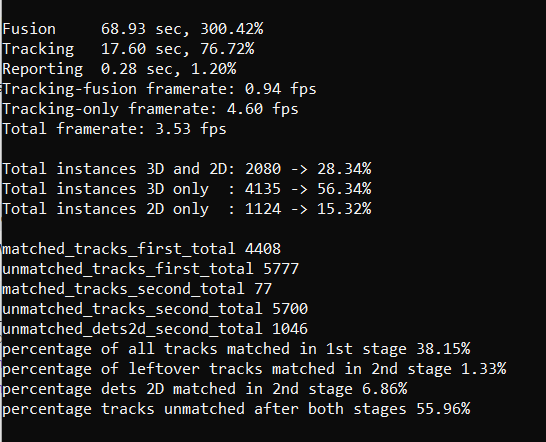 Fusion 68.93 sec, 300.42%
Tracking 17.60 sec, 76.72%
Reporting 0.28 sec, 1.20%
Tracking-fusion framerate: 0.94 fps
Tracking-only framerate: 4.60 fps
Total framerate: 3.53 fps
Total instances 3D and 2D: 2080 -> 28.34%
Total instances 3D only : 4135 -> 56.34%
Total instances 2D only : 1124 -> 15.32%
matched_tracks_first_total 4408
unmatched_tracks_first_total 5777
matched_tracks_second_total 77
unmatched_tracks_second_total 5700
unmatched_dets2d_second_total 1046
percentage of all tracks matched in 1st stage 38.15%
percentage of leftover tracks matched in 2nd stage 1.33%
percentage dets 2D matched in 2nd stage 6.86%
percentage tracks unmatched after both stages 55.96%